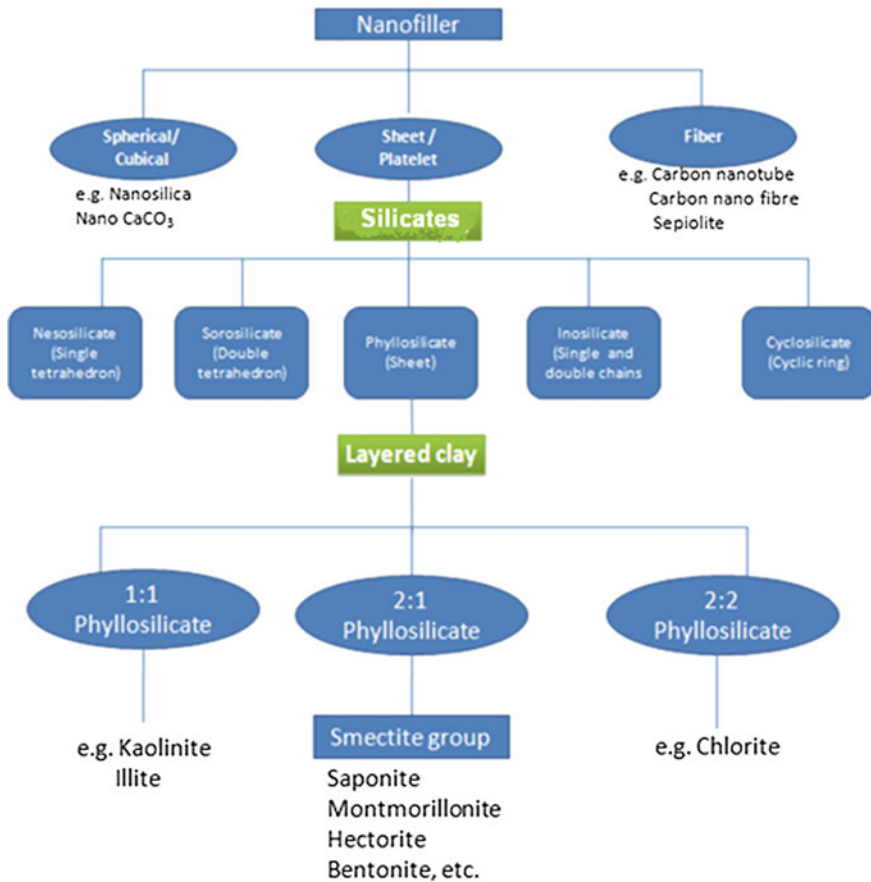 Nanofiller
Spherical/
Cubical
e.g. Nanosilica
Nano CaCO₃
Sheet /
Platelet
Fiber
e.g. Carbon nanotube
Carbon nano fibre
Sepiolite
Silicates
Nesosilicate
(Single
tetrahedron)
Sorosilicate
(Double
tetrahedron)
Phyllosilicate
(Sheet)
Inosilicate
(Single and
double chains
Cyclosilicate
(Cyclic ring)
Layered clay
1:1
Phyllosilicate
2:1
Phyllosilicate
2:2
Phyllosilicate
e.g. Kaolinite
Illite
Smectite group
Saponite
Montmorillonite
Hectorite
Bentonite, etc.
e.g. Chlorite